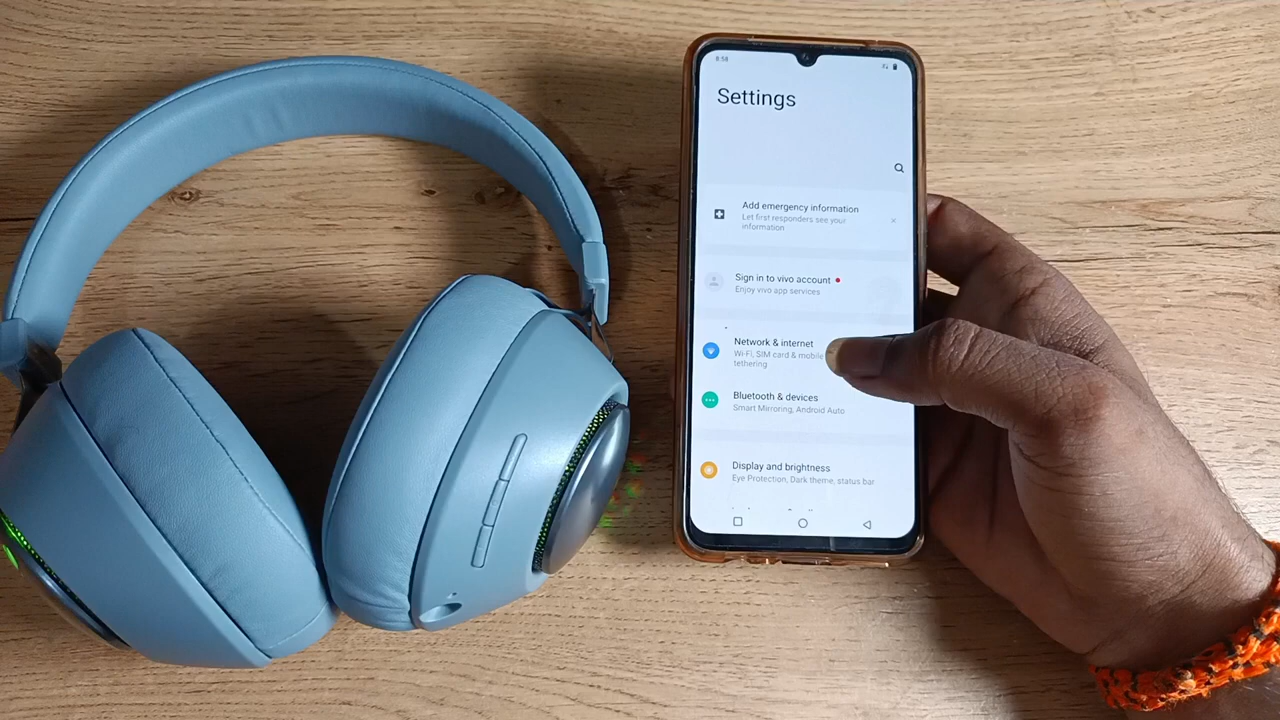 8:58
Settings
Add emergency information
Let first responders see your
information
Sign in to vivo account
Enjoy vivo app services
Network & internet
Wi-Fi, SIM card & mobile
tethering
Bluetooth & devices
Smart Mirroring, Android Auto
Display and brightness
Eye Protection, Dark theme, status bar